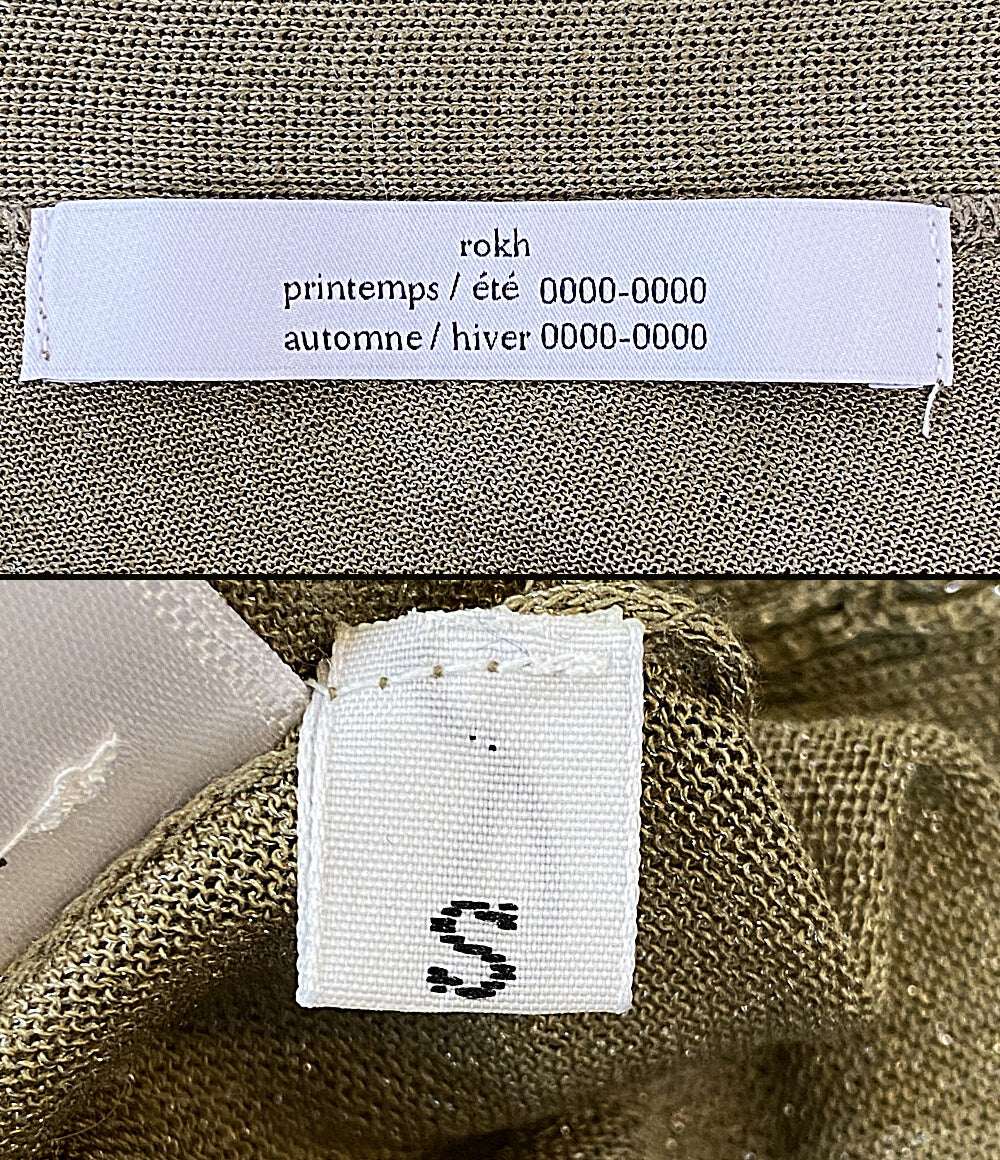 rokh
printemps / été 0000-0000
automne / hiver 0000-0000
S